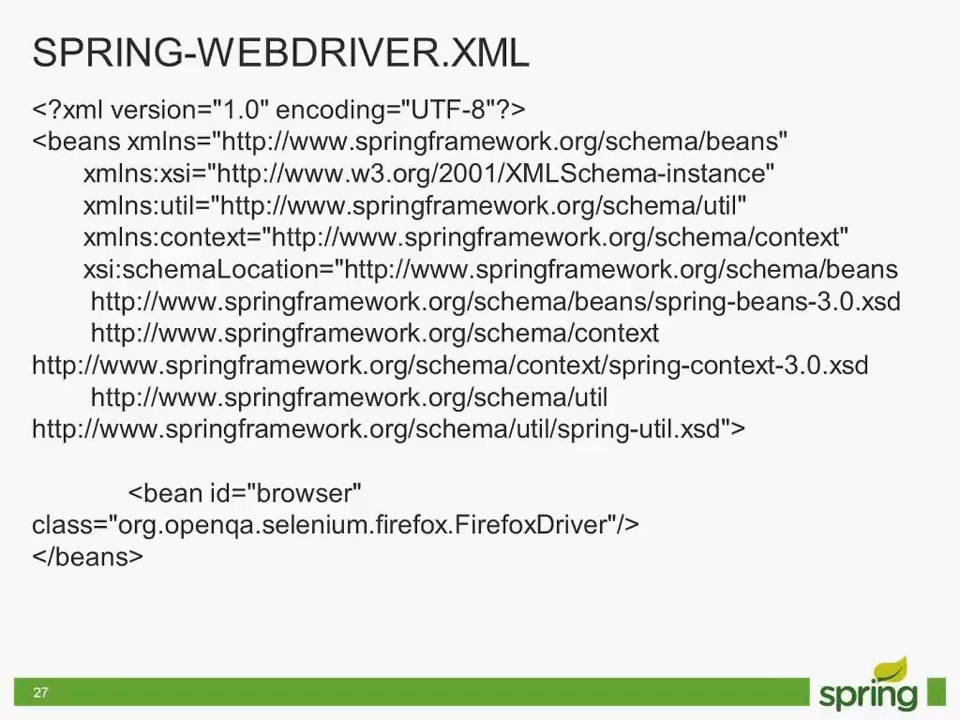 SPRING-WEBDRIVER.XML
<?xml version="1.0" encoding="UTF-8"?>
<beans xmlns="http://www.springframework.org/schema/beans"
xmlns:xsi="http://www.w3.org/2001/XMLSchema-instance"
xmlns:util="http://www.springframework.org/schema/util"
xmlns:context="http://www.springframework.org/schema/context"
xsi:schemaLocation="http://www.springframework.org/schema/beans
http://www.springframework.org/schema/beans/spring-beans-3.0.xsd
http://www.springframework.org/schema/context
http://www.springframework.org/schema/context/spring-context-3.0.xsd
http://www.springframework.org/schema/util
http://www.springframework.org/schema/util/spring-util.xsd">
<bean id="browser"
class="org.openqa.selenium.firefox.FirefoxDriver"/>
</beans>
27
spring